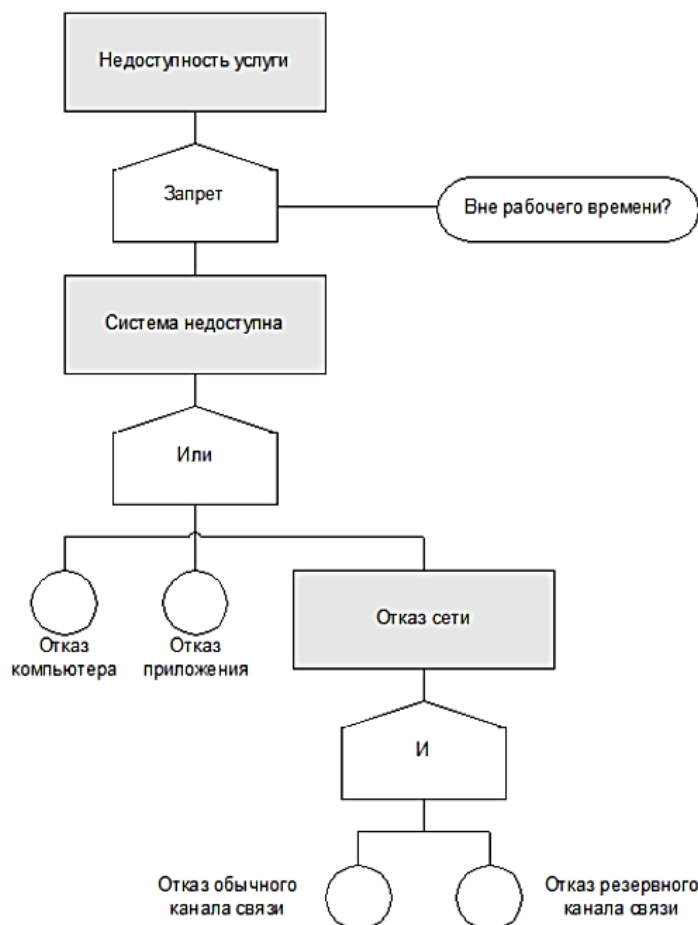 Недоступность услуги
Запрет
Вне рабочего времени?
Система недоступна
Или
Отказ
компьютера
Отказ
приложения
Отказ сети
И
Отказ обычного
канала связи
Отказ резервного
канала связи